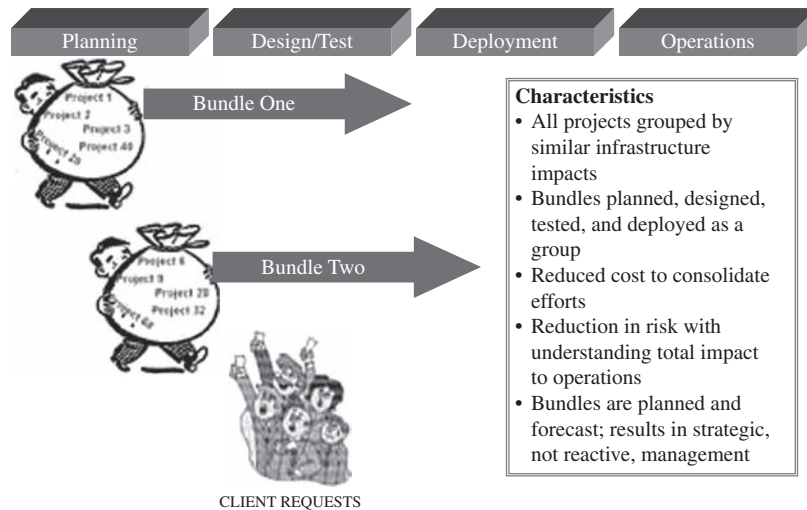 Planning
Design/Test
Deployment
Operations
Project 1
Project 2
Project 3
Project 40
Bundle One
Project 6
Project 9
Project 20
Project 32
Bundle Two
CLIENT REQUESTS
Characteristics
• All projects grouped by
similar infrastructure
impacts
• Bundles planned, designed,
tested, and deployed as a
group
• Reduced cost to consolidate
efforts
• Reduction in risk with
understanding total impact
to operations
• Bundles are planned and
forecast; results in strategic,
not reactive, management